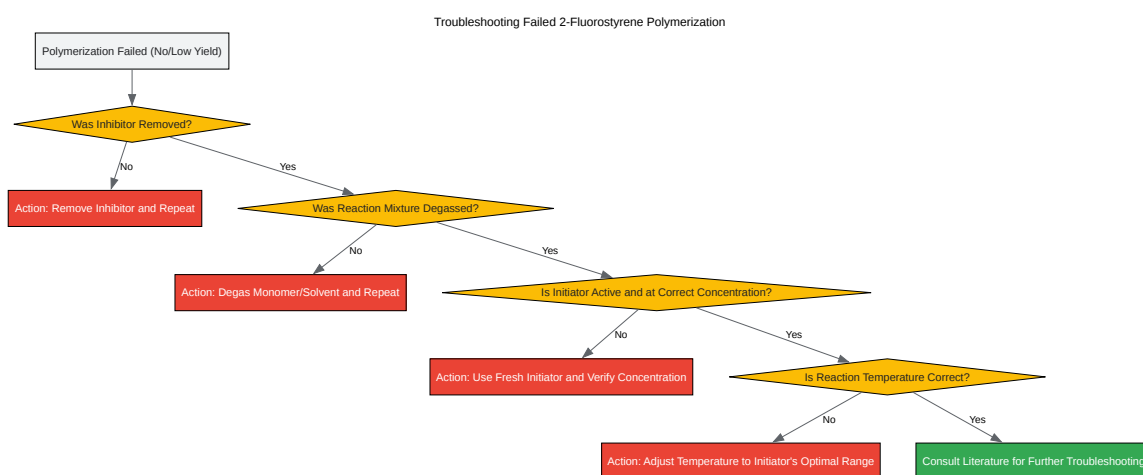 Troubleshooting Failed 2-Fluorostyrene Polymerization
Polymerization Failed (No/Low Yield)
Was Inhibitor Removed?
No
Yes
Action: Remove Inhibitor and Repeat
Was Reaction Mixture Degassed?
No
Yes
Action: Degas Monomer/Solvent and Repeat
Is Initiator Active and at Correct Concentration?
No
Yes
Action: Use Fresh Initiator and Verify Concentration
Is Reaction Temperature Correct?
No
Yes
Action: Adjust Temperature to Initiator's Optimal Range
Consult Literature for Further Troubleshooting